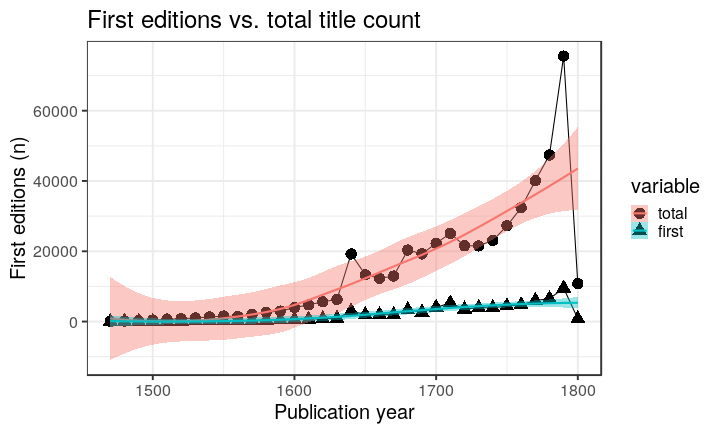 First editions vs. total title count
First editions (n)
60000
40000
20000
0
1500
1600
1700
1800
Publication year
variable
total
first